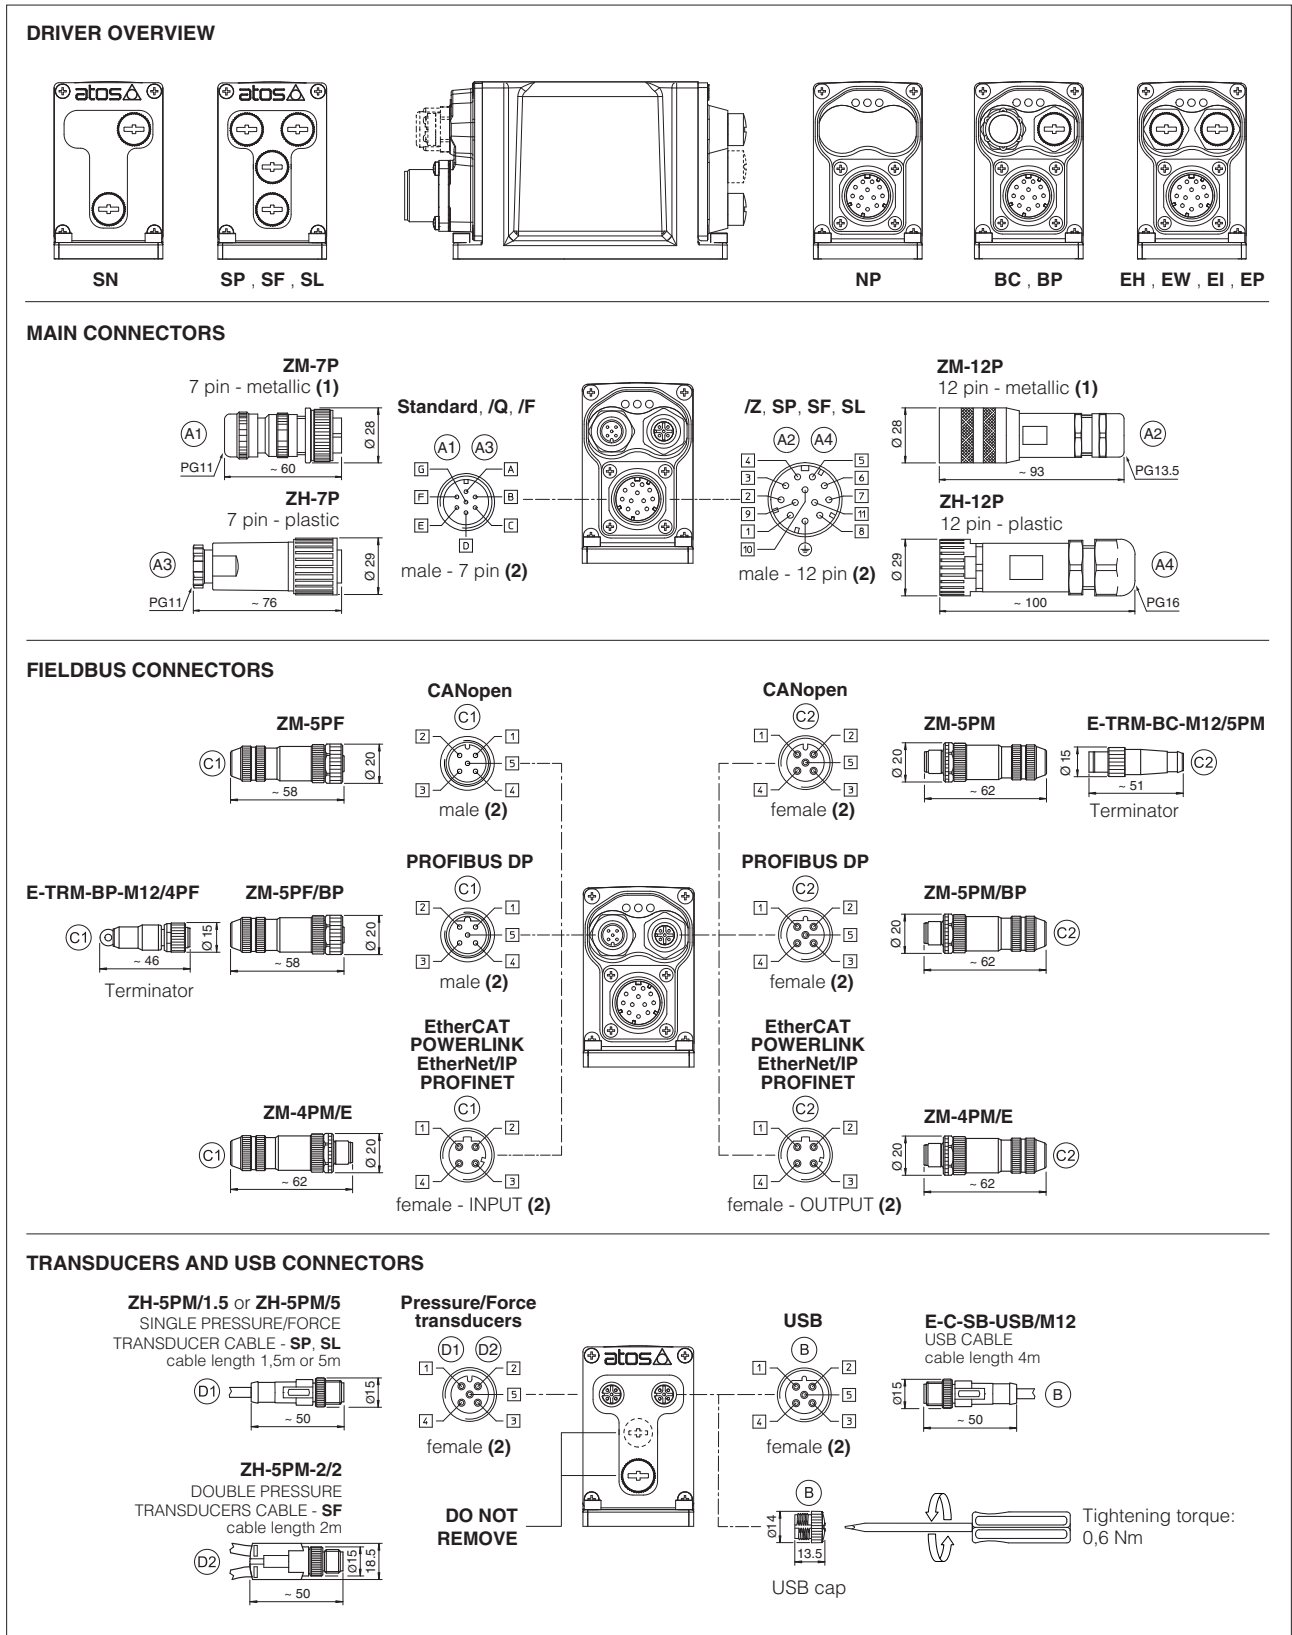 DRIVER OVERVIEW
atos
atos
SN
SP , SF , SL
NP
BC , BP
EH , EW , EI , EP
MAIN CONNECTORS
ZM-7P
7 pin - metallic (1)
A1
Ø 28
PG11
~ 60
ZH-7P
7 pin - plastic
A3
Ø 29
PG11
~ 76
Standard, /Q, /F
A1 A3
G A
F B
E C
D
male - 7 pin (2)
/Z, SP, SF, SL
A2 A4
4 5
3 6
2 7
9 11
1 8
10
male - 12 pin (2)
ZM-12P
12 pin - metallic (1)
Ø 28
A2
~ 93
PG13.5
ZH-12P
12 pin - plastic
Ø 29
A4
~ 100
PG16
FIELDBUS CONNECTORS
ZM-5PF
C1
Ø 20
~ 58
CANopen
C1
2 1
5
3 4
male (2)
CANopen
C2
1 2
5
4 3
female (2)
ZM-5PM
Ø 20
~ 62
E-TRM-BC-M12/5PM
Ø 15
C2
~ 51
Terminator
E-TRM-BP-M12/4PF
C1
Ø 15
~ 46
Terminator
ZM-5PF/BP
Ø 20
~ 58
PROFIBUS DP
C1
2 1
5
3 4
male (2)
PROFIBUS DP
C2
1 2
5
4 3
female (2)
ZM-5PM/BP
Ø 20
C2
~ 62
ZM-4PM/E
C1
Ø 20
~ 62
EtherCAT
POWERLINK
EtherNet/IP
PROFINET
C1
1 2
4 3
female - INPUT (2)
EtherCAT
POWERLINK
EtherNet/IP
PROFINET
C2
1 2
4 3
female - OUTPUT (2)
ZM-4PM/E
Ø 20
C2
~ 62
TRANSDUCERS AND USB CONNECTORS
ZH-5PM/1.5 or ZH-5PM/5
SINGLE PRESSURE/FORCE
TRANSDUCER CABLE - SP, SL
cable length 1,5m or 5m
D1
Ø15
~ 50
ZH-5PM-2/2
DOUBLE PRESSURE
TRANSDUCERS CABLE - SF
cable length 2m
D2
Ø15
18.5
~ 50
Pressure/Force
transducers
D1 D2
1 2
5
4 3
female (2)
DO NOT
REMOVE
atos
USB
B
1 2
5
4 3
female (2)
E-C-SB-USB/M12
USB CABLE
cable length 4m
Ø15
B
~ 50
B
Ø14
13.5
USB cap
Tightening torque:
0,6 Nm